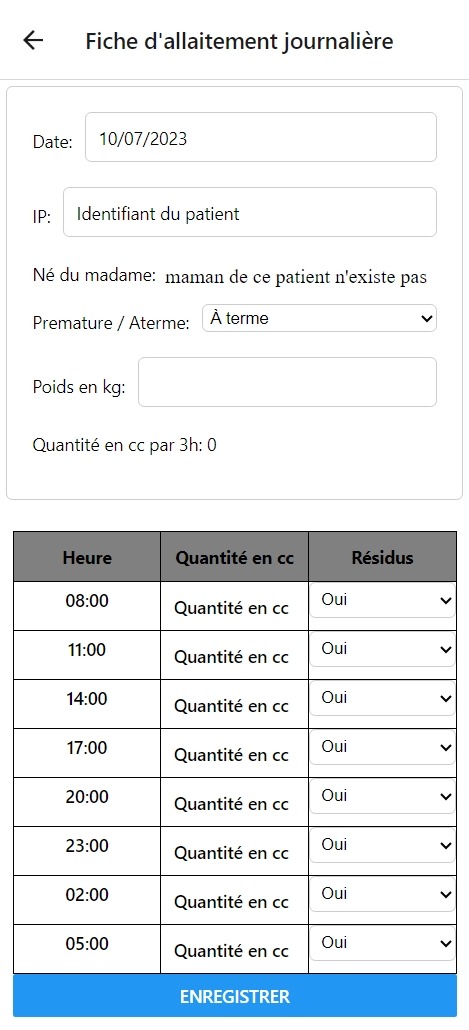 Fiche d'allaitement journalière
Date: 10/07/2023
IP: Identifiant du patient
Né du madame: maman de ce patient n'existe pas
Premature / Aterme: À terme
Poids en kg:
Quantité en cc par 3h: 0
Heure Quantité en cc Résidus
08:00 Quantité en cc Oui
11:00 Quantité en cc Oui
14:00 Quantité en cc Oui
17:00 Quantité en cc Oui
20:00 Quantité en cc Oui
23:00 Quantité en cc Oui
02:00 Quantité en cc Oui
05:00 Quantité en cc Oui
ENREGISTRER